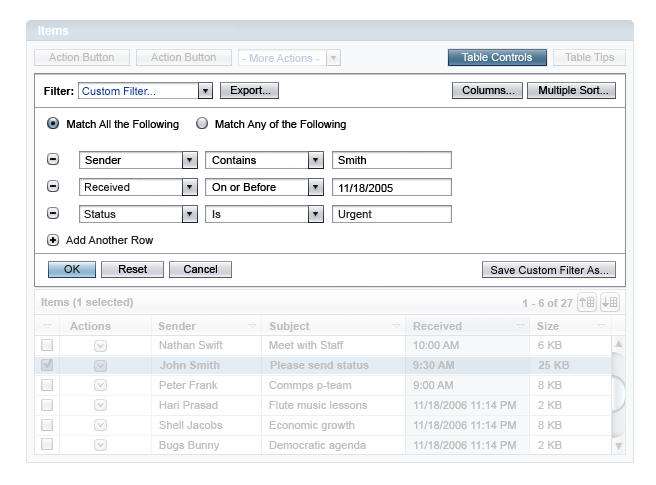 Items
Action Button Action Button - More Actions - Table Controls Table Tips
Filter: Custom Filter... Export... Columns... Multiple Sort...
Match All the Following Match Any of the Following
Sender Contains Smith
Received On or Before 11/18/2005
Status Is Urgent
Add Another Row
OK Reset Cancel Save Custom Filter As...
Items (1 selected) 1 - 6 of 27
Actions Sender Subject Received Size
Nathan Swift Meet with Staff 10:00 AM 6 KB
John Smith Please send status 9:30 AM 25 KB
Peter Frank Commps p-team 9:00 AM 8 KB
Hari Prasad Flute music lessons 11/18/2006 11:14 PM 2 KB
Shell Jacobs Economic growth 11/18/2006 11:14 PM 8 KB
Bugs Bunny Democratic agenda 11/18/2006 11:14 PM 2 KB